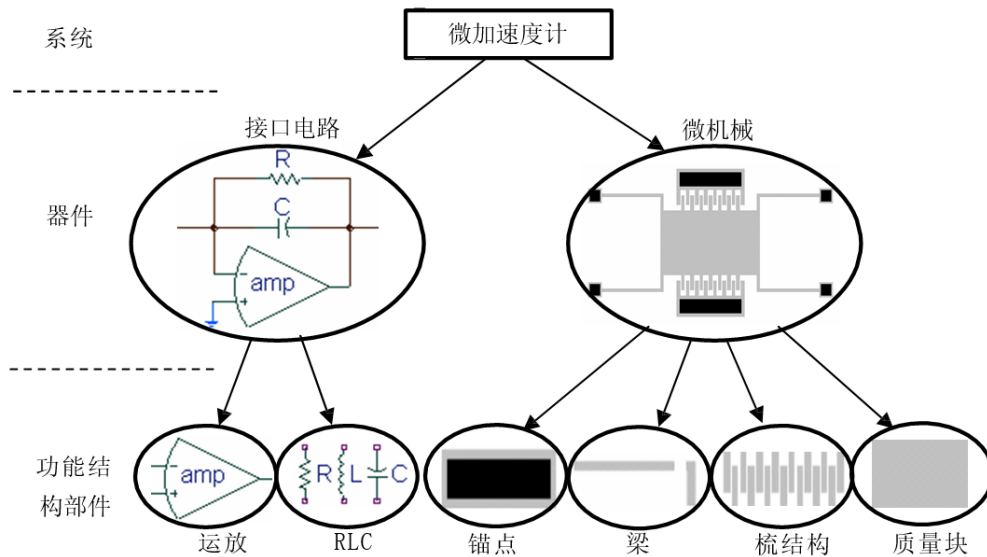 系统
微加速度计
接口电路
微机械
器件
R
C
amp
功能结
构部件
amp
R
L
C
运放
RLC
锚点
梁
梳结构
质量块